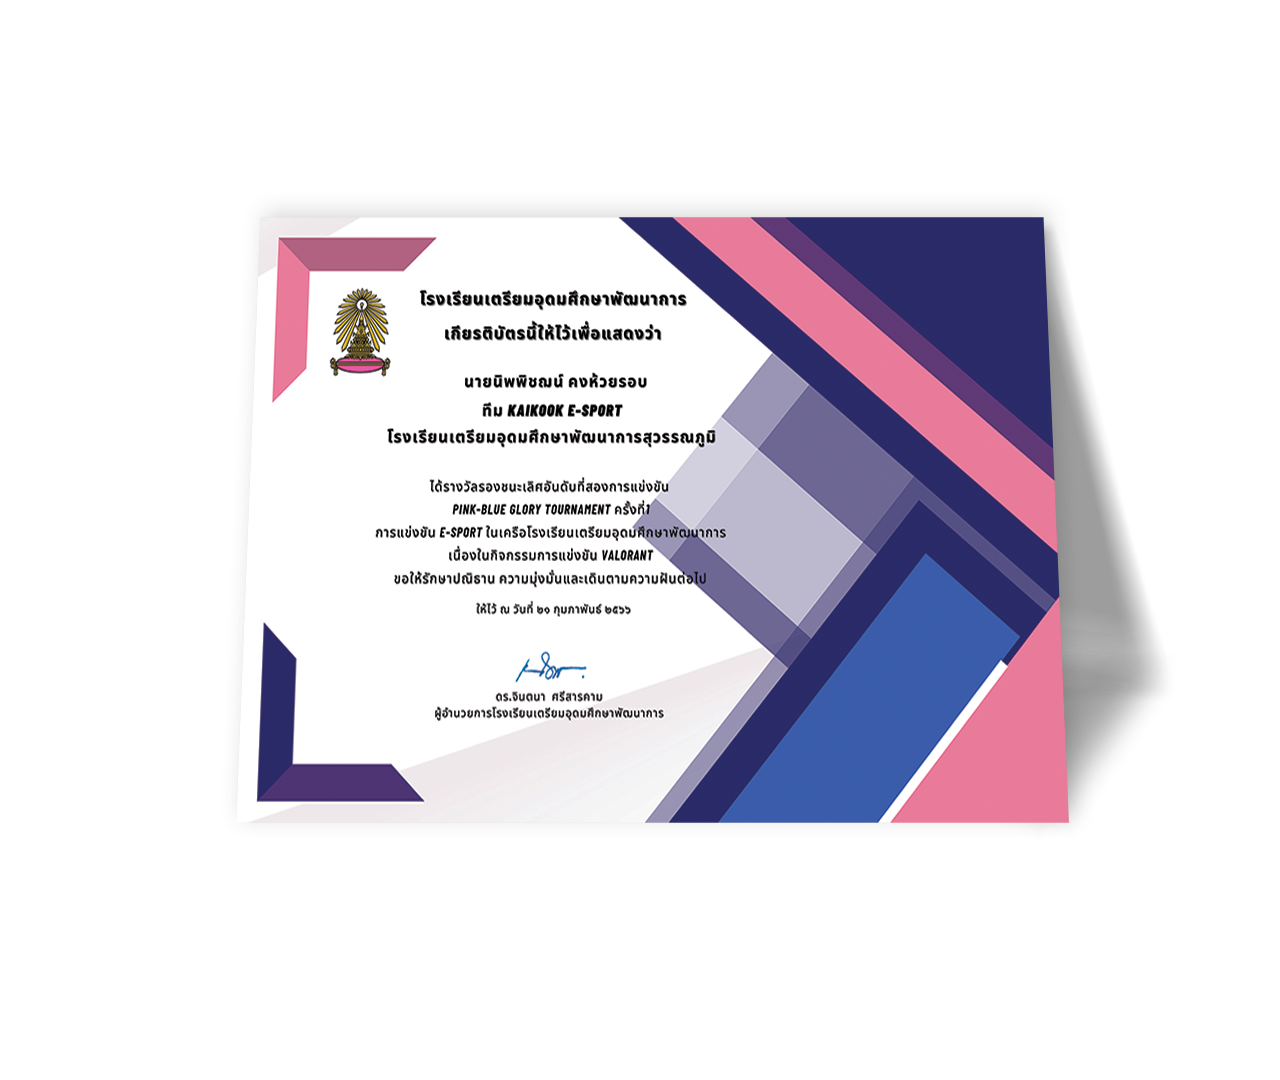 โรงเรียนเตรียมอุดมศึกษาพัฒนาการ
เกียรติบัตรนี้ให้ไว้เพื่อแสดงว่า
นายนิพพิชฌน์ คงห้วยรอบ
ทีม KAIKOOK E-SPORT
โรงเรียนเตรียมอุดมศึกษาพัฒนาการสุวรรณภูมิ
ได้รางวัลรองชนะเลิศอันดับที่สองการแข่งขัน
PINK-BLUE GLORY TOURNAMENT ครั้งที่1
การแข่งขัน E-SPORT ในเครือโรงเรียนเตรียมอุดมศึกษาพัฒนาการ
เนื่องในกิจกรรมการแข่งขัน VALORANT
ขอให้รักษาปณิธาน ความมุ่งมั่นและเดินตามความฝันต่อไป
ให้ไว้ ณ วันที่ ๒๐ กุมภาพันธ์ ๒๕๖๖
ดร.จินตนา ศรีสารคาม
ผู้อำนวยการโรงเรียนเตรียมอุดมศึกษาพัฒนาการ